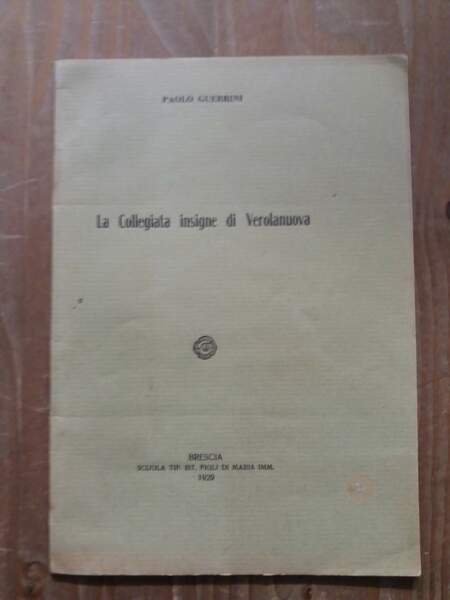 PAOLO GUERRINI
La Collegiata insigne di Verolanuova
BRESCIA
SCUOLA TIP. IST. FIGLI DI MARIA IMM.
1929